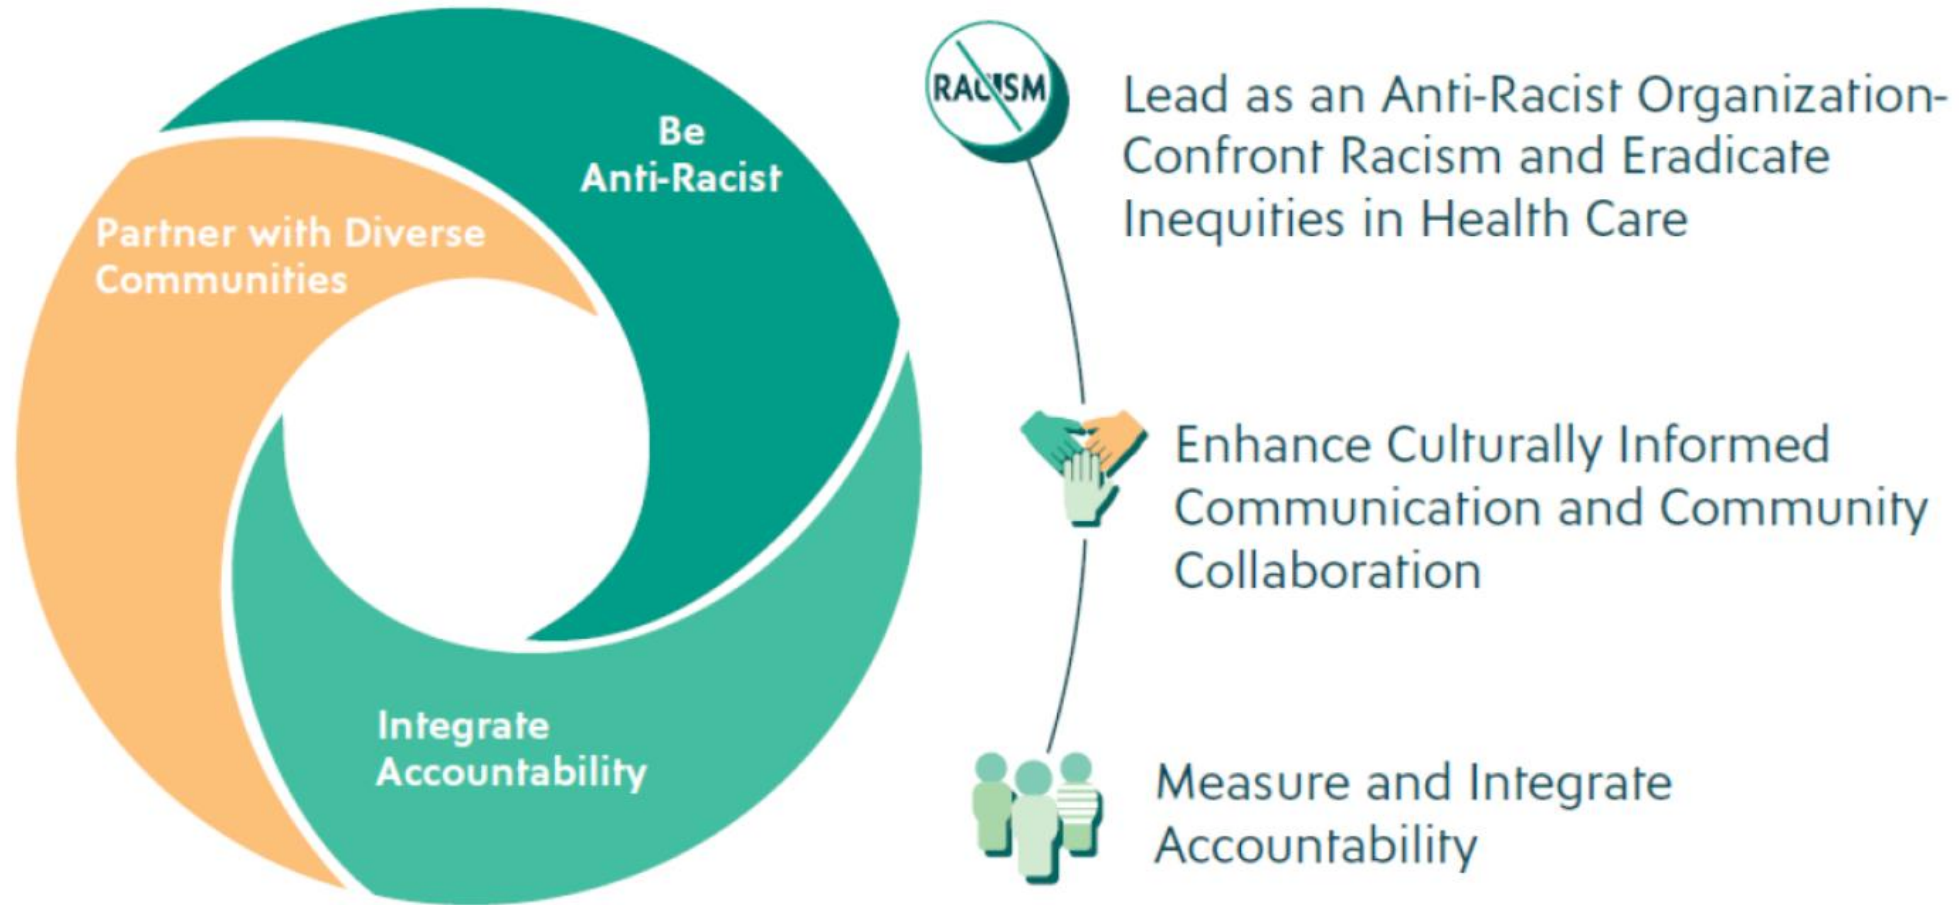 Be
Anti-Racist
Partner with Diverse
Communities
Integrate
Accountability
RACISM
Lead as an Anti-Racist Organization-
Confront Racism and Eradicate
Inequities in Health Care
Enhance Culturally Informed
Communication and Community
Collaboration
Measure and Integrate
Accountability